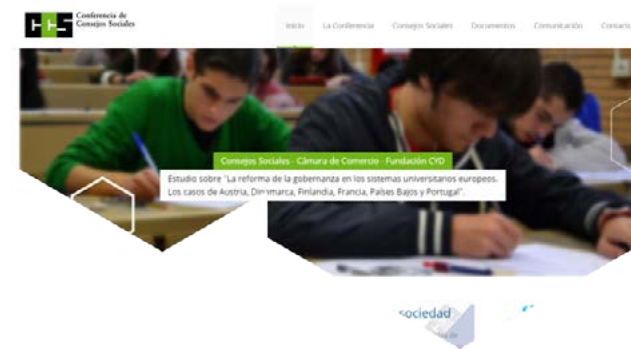 Conferencia de
Consejos Sociales
Inicio La Conferencia Consejos Sociales Documentos Comunicación Contacto
Consejos Sociales - Cámara de Comercio - Fundación CYD
Estudio sobre "La reforma de la gobernanza en los sistemas universitarios europeos.
Los casos de Austria, Dinamarca, Finlandia, Francia, Países Bajos y Portugal".
sociedad
de